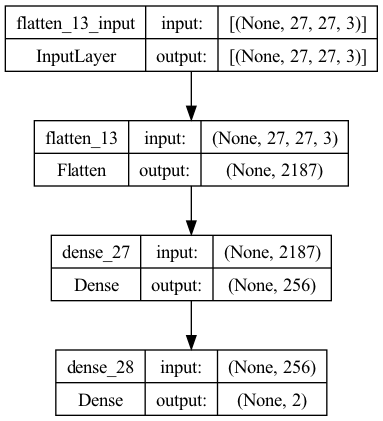 flatten_13_input input: [(None, 27, 27, 3)]
InputLayer output: [(None, 27, 27, 3)]
flatten_13 input: (None, 27, 27, 3)
Flatten output: (None, 2187)
dense_27 input: (None, 2187)
Dense output: (None, 256)
dense_28 input: (None, 256)
Dense output: (None, 2)